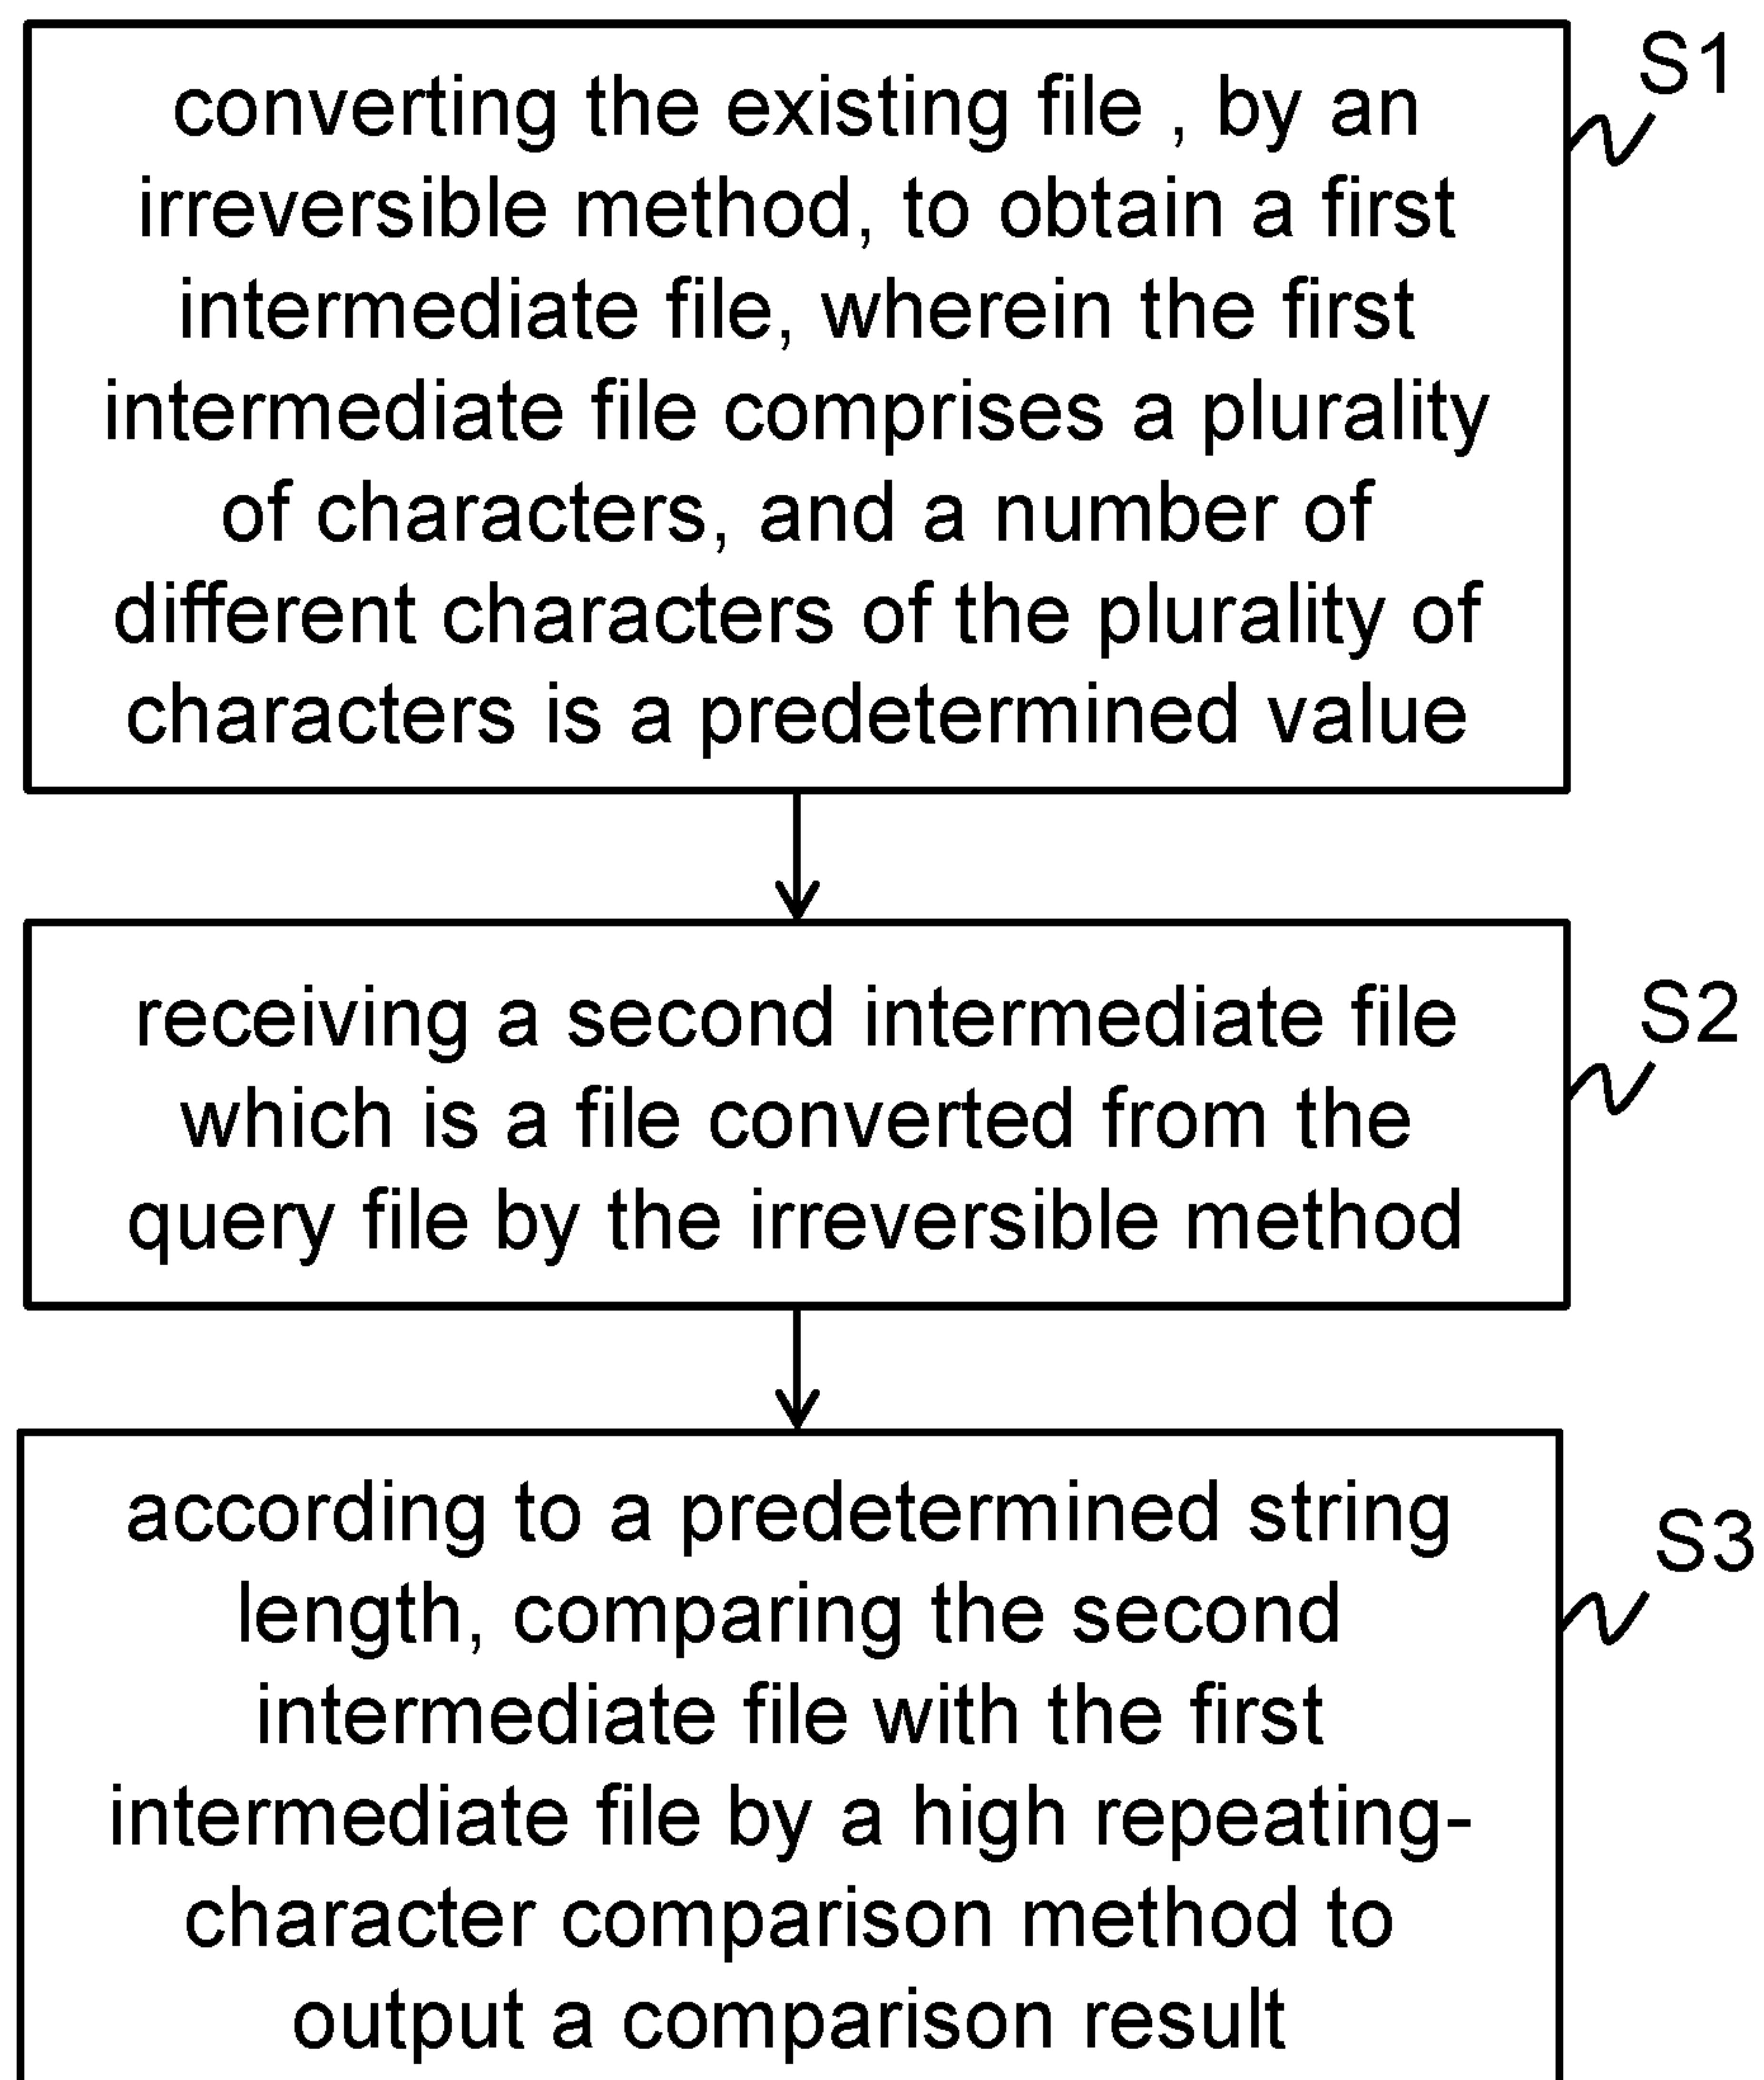 converting the existing file , by an
irreversible method, to obtain a first
intermediate file, wherein the first
intermediate file comprises a plurality
of characters, and a number of
different characters of the plurality of
characters is a predetermined value
S1
receiving a second intermediate file
which is a file converted from the
query file by the irreversible method
S2
according to a predetermined string
length, comparing the second
intermediate file with the first
intermediate file by a high repeating-
character comparison method to
output a comparison result
S3